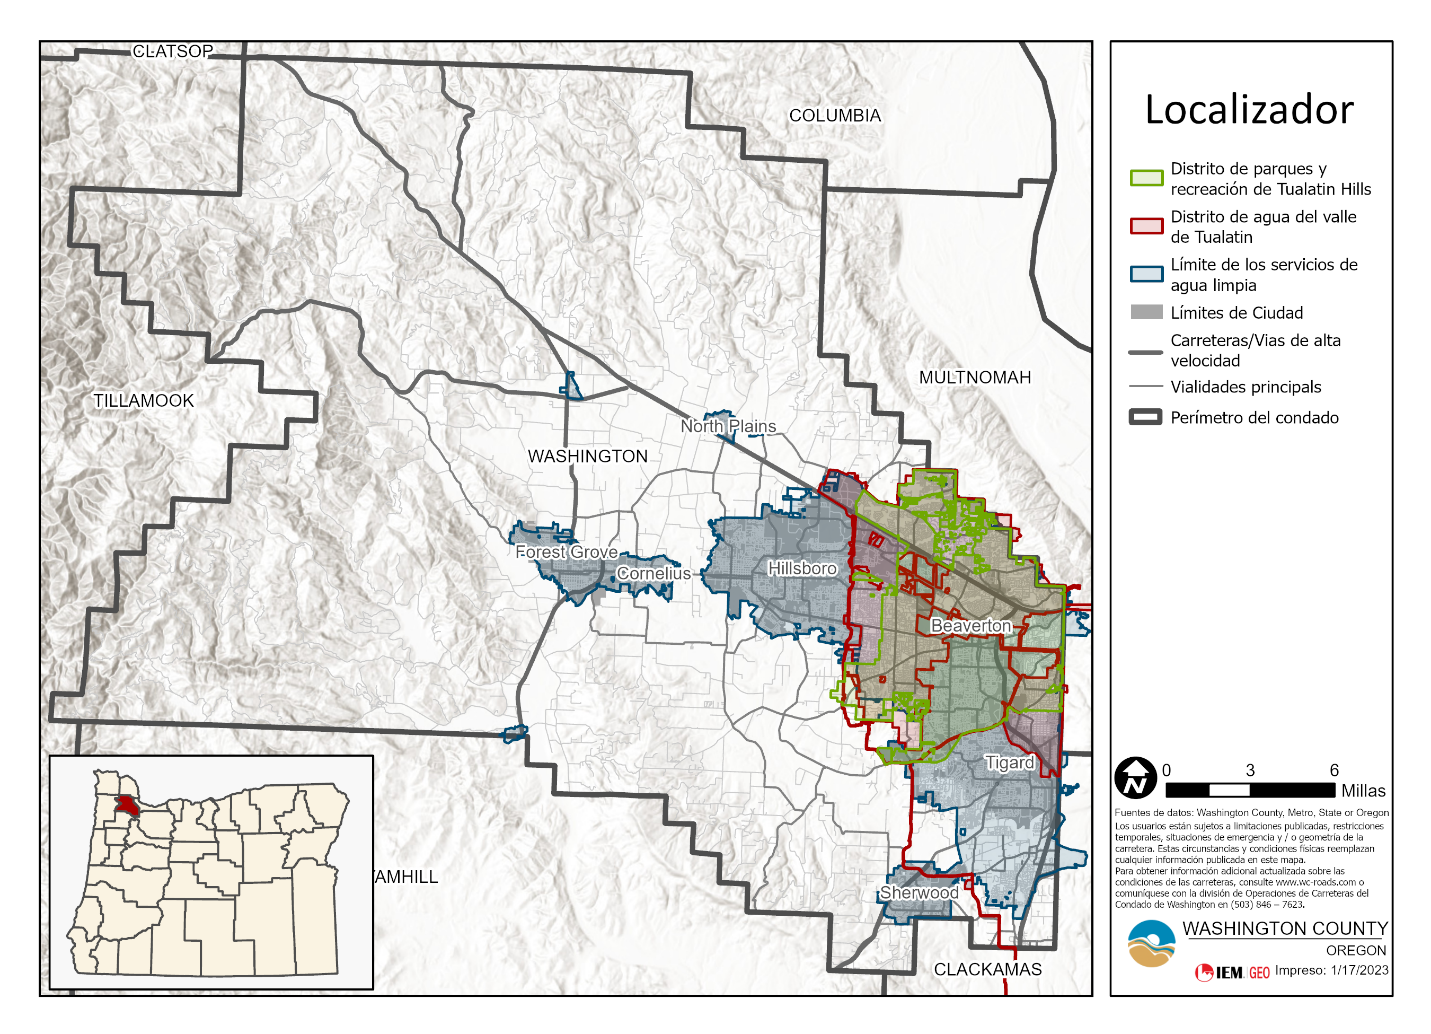 CLATSOP
COLUMBIA
MULTNOMAH
TILLAMOOK
North Plains
WASHINGTON
Forest Grove
Cornelius
Hillsboro
Beaverton
Tigard
Sherwood
YAMHILL
CLACKAMAS
Localizador
Distrito de parques y
recreación de Tualatin Hills
Distrito de agua del valle
de Tualatin
Límite de los servicios de
agua limpia
Límites de Ciudad
Carreteras/Vias de alta
velocidad
Vialidades principals
Perímetro del condado
N
0 3 6
Millas
Fuentes de datos: Washington County, Metro, State or Oregon
Los usuarios están sujetos a limitaciones publicadas, restricciones
temporales, situaciones de emergencia y / o geometría de la
carretera. Estas circunstancias y condiciones físicas reemplazan
cualquier información publicada en este mapa.
Para obtener información adicional actualizada sobre las
condiciones de las carreteras, consulte www.wc-roads.com o
comuníquese con la división de Operaciones de Carreteras del
Condado de Washington en (503) 846 – 7623.
WASHINGTON COUNTY
OREGON
IEM GEO Impreso: 1/17/2023